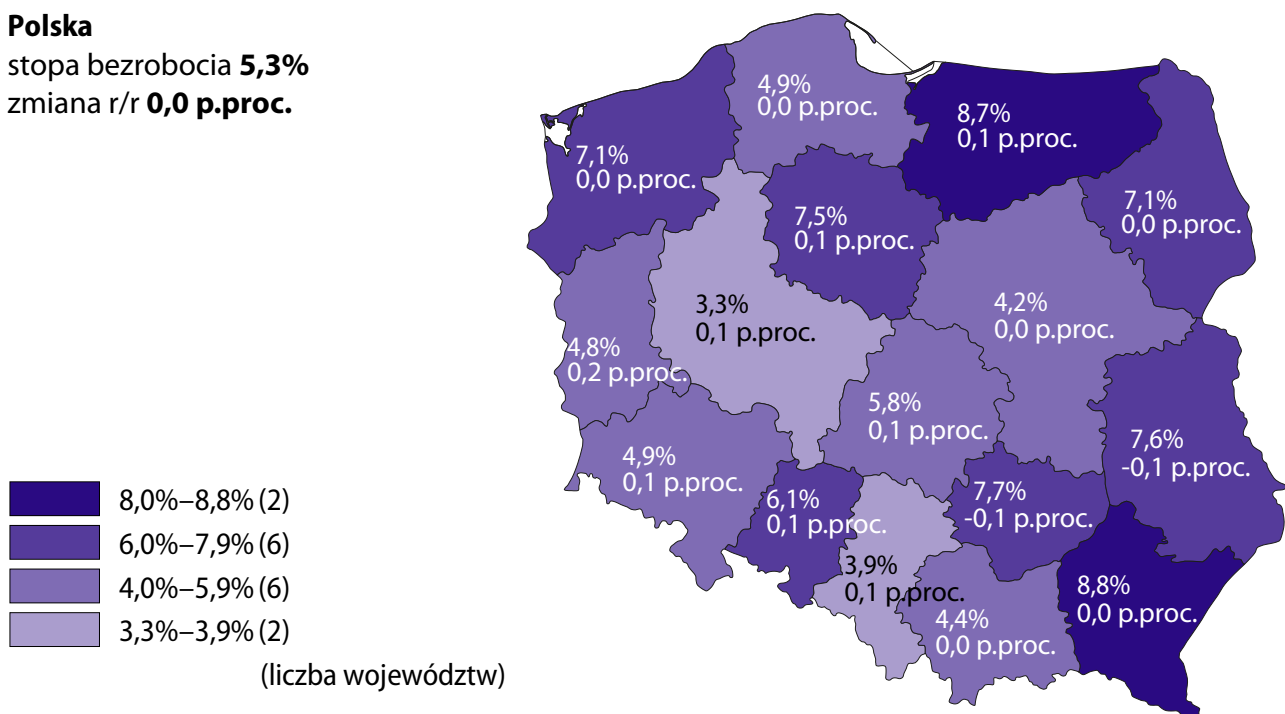 Polska
stopa bezrobocia 5,3%
zmiana r/r 0,0 p.proc.
4,9%
0,0 p.proc.
8,7%
0,1 p.proc.
7,1%
0,0 p.proc.
7,5%
0,1 p.proc.
7,1%
0,0 p.proc.
3,3%
0,1 p.proc.
4,2%
0,0 p.proc.
4,8%
0,2 p.proc.
5,8%
0,1 p.proc.
7,6%
-0,1 p.proc.
4,9%
0,1 p.proc.
6,1%
0,1 p.proc.
7,7%
-0,1 p.proc.
3,9%
0,1 p.proc.
8,8%
0,0 p.proc.
4,4%
0,0 p.proc.
8,0%–8,8% (2)
6,0%–7,9% (6)
4,0%–5,9% (6)
3,3%–3,9% (2)
(liczba województw)